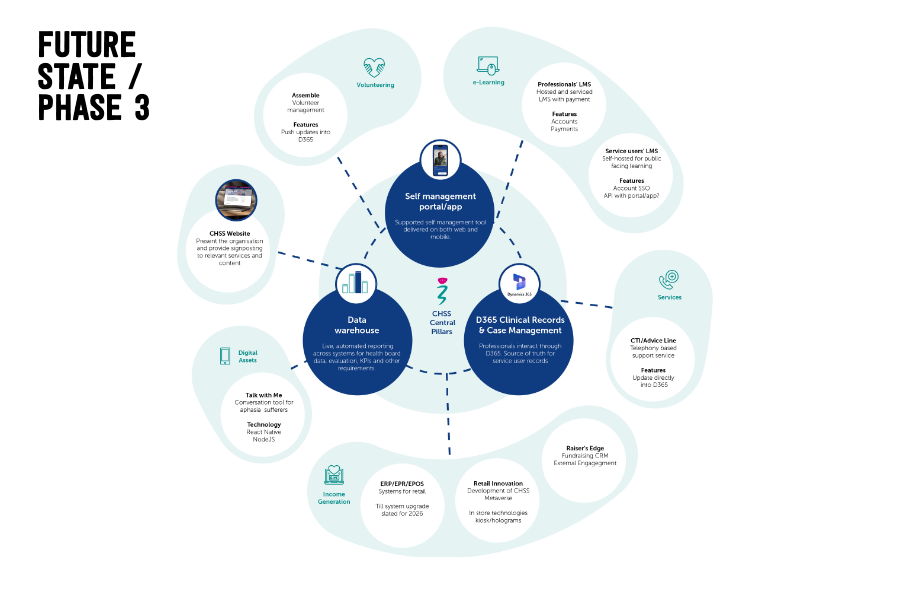 FUTURE
STATE /
PHASE 3
Volunteering
Assemble
Volunteer
management
Features
Push updates into
D365
e-Learning
Professionals' LMS
Hosted and serviced
LMS with payment
Features
Accounts
Payments
Service users' LMS
Self-hosted for public
facing learning
Features
Account SSO
API with portal/app?
CHSS Website
Present the organisation
and provide signposting
to relevant services and
content
Self management
portal/app
Supported self management tool
delivered on both web and
mobile.
Data
warehouse
Live, automated reporting
across systems for health board
data, evaluation, KPIs and other
requirements
CHSS
Central
Pillars
Dynamics 365
D365 Clinical Records
& Case Management
Professionals interact through
D365. Source of truth for
service user records
Services
CTI/Advice Line
Telephony based
support service
Features
Update directly
into D365
Digital
Assets
Talk with Me
Conversation tool for
aphasia sufferers
Technology
React Native
NodeJS
Income
Generation
ERP/EPR/EPOS
Systems for retail
Till system upgrade
slated for 2026
Retail Innovation
Development of CHSS
Metaverse
In store technologies
kiosk/holograms
Raiser's Edge
Fundraising CRM
External Engagegment